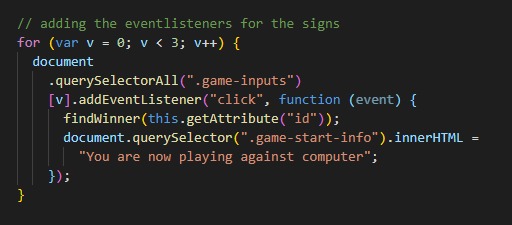 // adding the eventlisteners for the signs
for (var v = 0; v < 3; v++) {
  document
    .querySelectorAll(".game-inputs")
    [v].addEventListener("click", function (event) {
      findWinner(this.getAttribute("id"));
      document.querySelector(".game-start-info").innerHTML =
        "You are now playing against computer";
    });
}